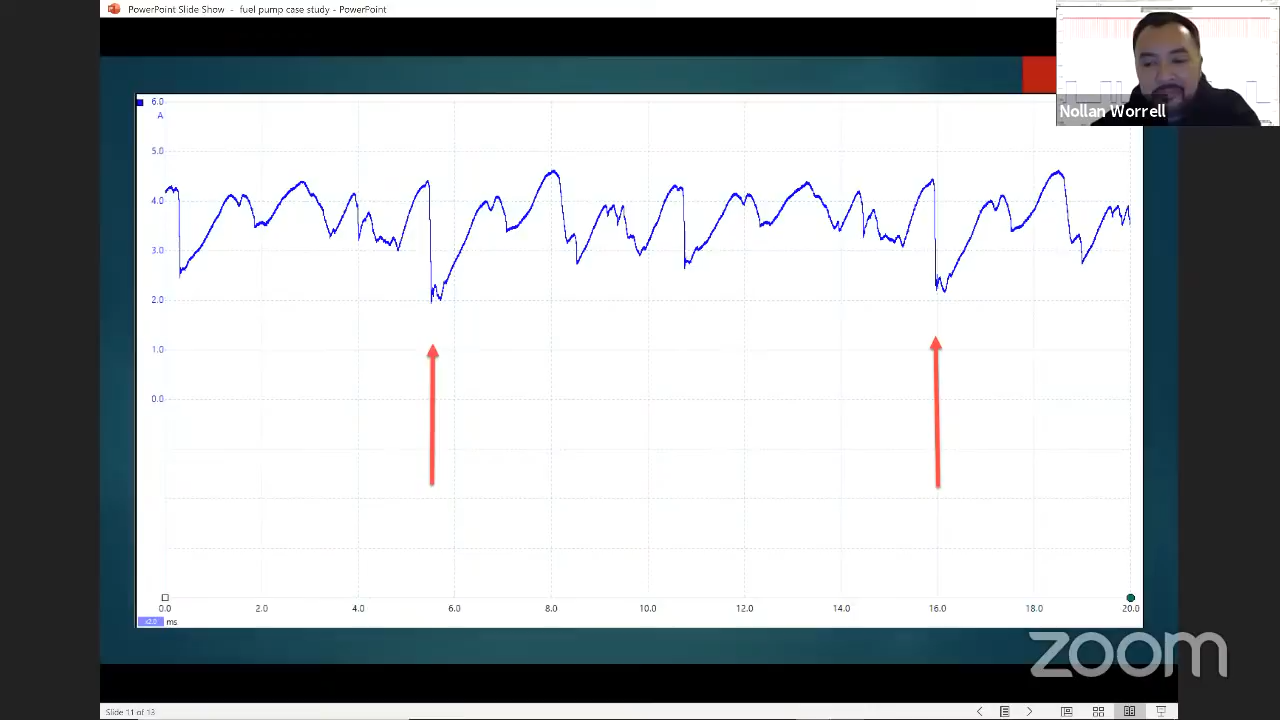 PowerPoint Slide Show - fuel pump case study - PowerPoint
Nollan Worrell
6.0
A
5.0
4.0
3.0
2.0
1.0
0.0
0.0 2.0 4.0 6.0 8.0 10.0 12.0 14.0 16.0 18.0 20.0
x2.0 ms
zoom
Slide 11 of 13